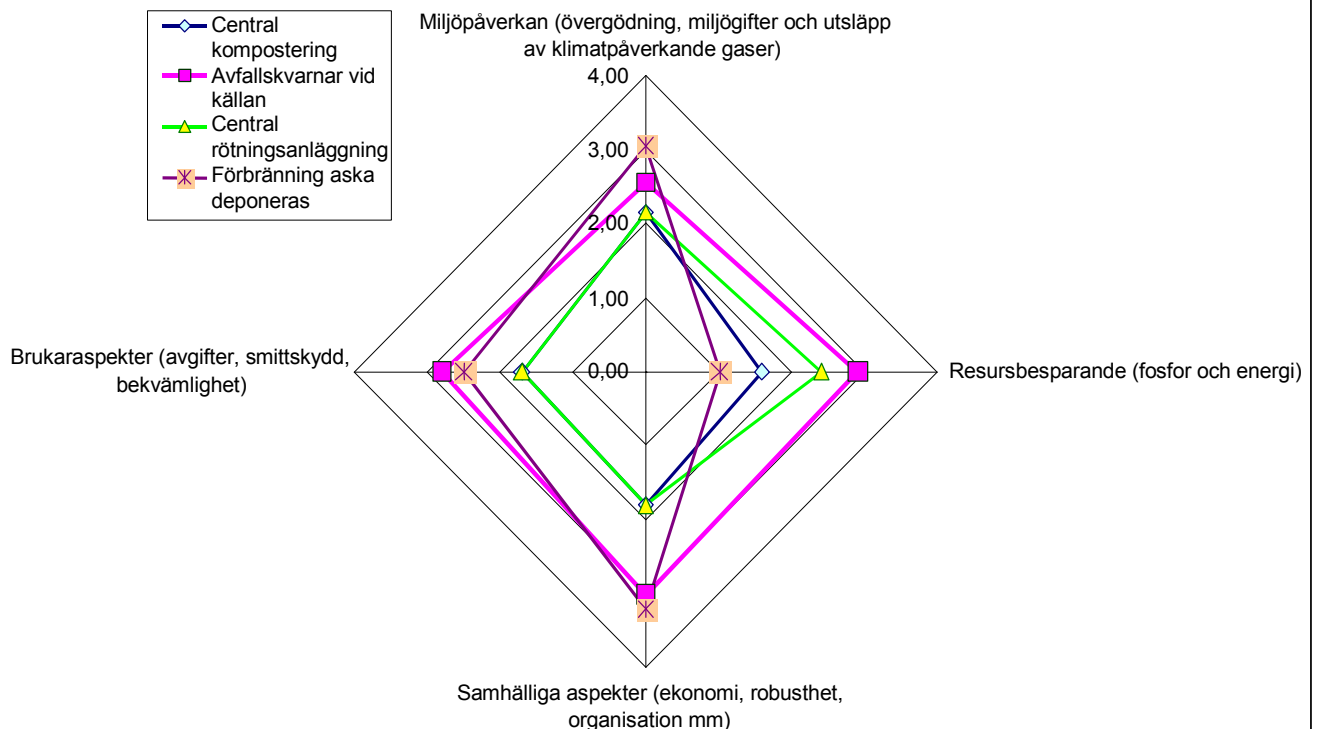 Central
kompostering
Avfallskvarnar vid
källan
Central
rötningsanläggning
Förbränning aska
deponeras
Miljöpåverkan (övergödning, miljögifter och utsläpp
av klimatpåverkande gaser)
4,00
3,00
2,00
1,00
0,00
Brukaraspekter (avgifter, smittskydd,
bekvämlighet)
Resursbesparande (fosfor och energi)
Samhälliga aspekter (ekonomi, robusthet,
organisation mm)